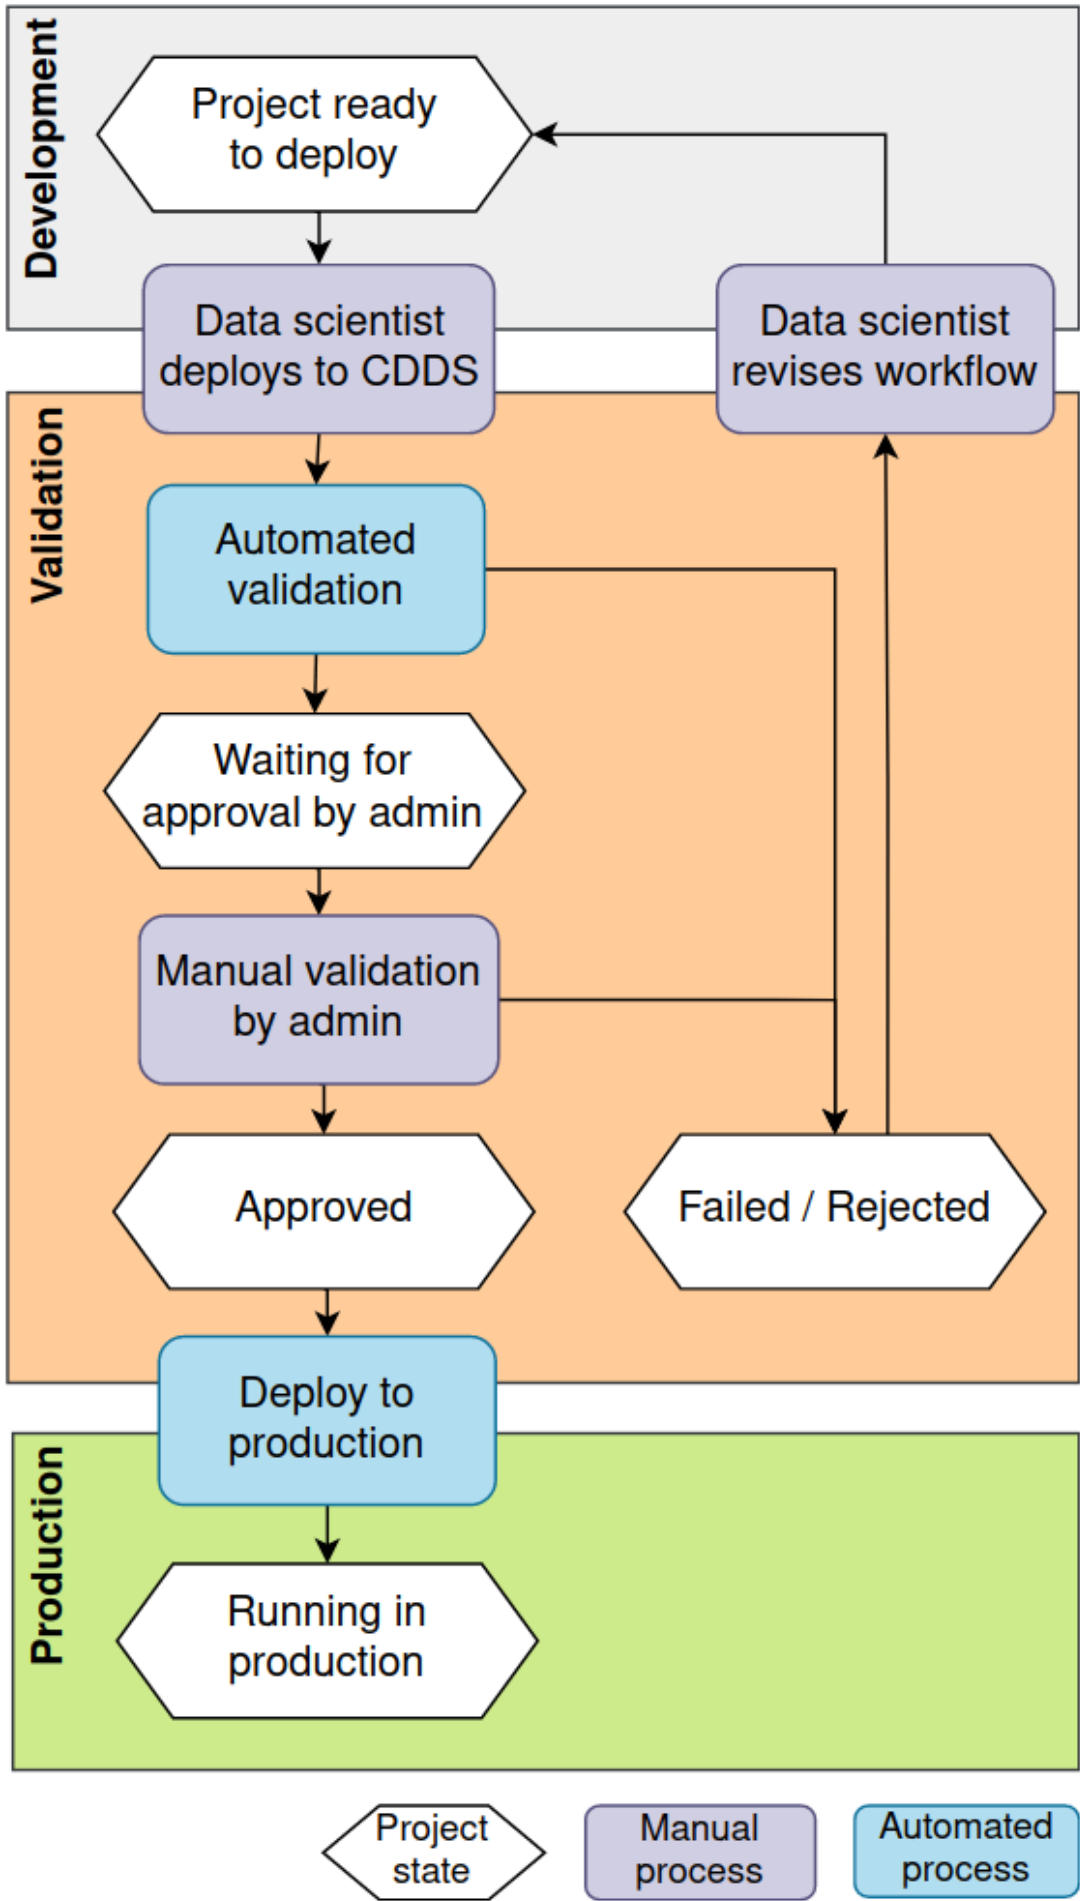 Development
Project ready
to deploy
Data scientist
deploys to CDDS
Data scientist
revises workflow
Validation
Automated
validation
Waiting for
approval by admin
Manual validation
by admin
Approved
Failed / Rejected
Deploy to
production
Production
Running in
production
Project
state
Manual
process
Automated
process